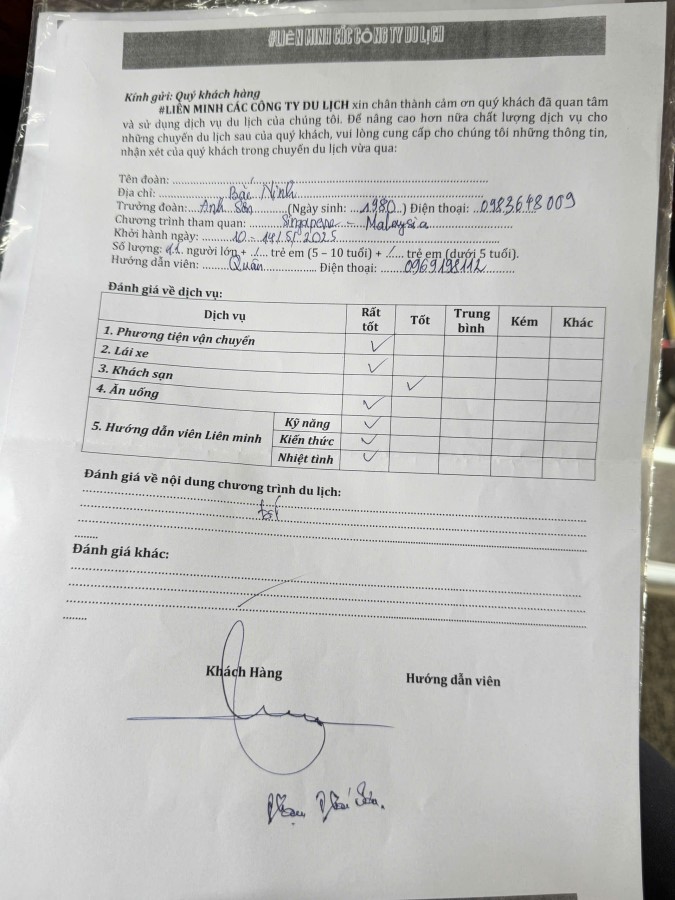 #LIÊN MINH CÁC CÔNG TY DU LỊCH
Kính gửi: Quý khách hàng
#LIÊN MINH CÁC CÔNG TY DU LỊCH xin chân thành cảm ơn quý khách đã quan tâm
và sử dụng dịch vụ du lịch của chúng tôi. Để nâng cao hơn nữa chất lượng dịch vụ cho
những chuyến du lịch sau của quý khách, vui lòng cung cấp cho chúng tôi những thông tin,
nhận xét của quý khách trong chuyến du lịch vừa qua:
Tên đoàn:
Địa chỉ: Bắc Ninh
Trưởng đoàn: Anh Sơn (Ngày sinh: 1980) Điện thoại: 0983648009
Chương trình tham quan: Singapore - Malaysia
Khởi hành ngày: 10 - 14/5/2025
Số lượng: 21 người lớn + / trẻ em (5 – 10 tuổi) + / trẻ em (dưới 5 tuổi).
Hướng dẫn viên: Quân Điện thoại: 0969198112
Đánh giá về dịch vụ:
Dịch vụ Rất tốt Tốt Trung bình Kém Khác
1. Phương tiện vận chuyển ✓
2. Lái xe ✓
3. Khách sạn ✓
4. Ăn uống ✓
5. Hướng dẫn viên Liên minh Kỹ năng ✓
Kiến thức ✓
Nhiệt tình ✓
Đánh giá về nội dung chương trình du lịch:
tốt
Đánh giá khác:
Khách Hàng Hướng dẫn viên
Phạm Sơn